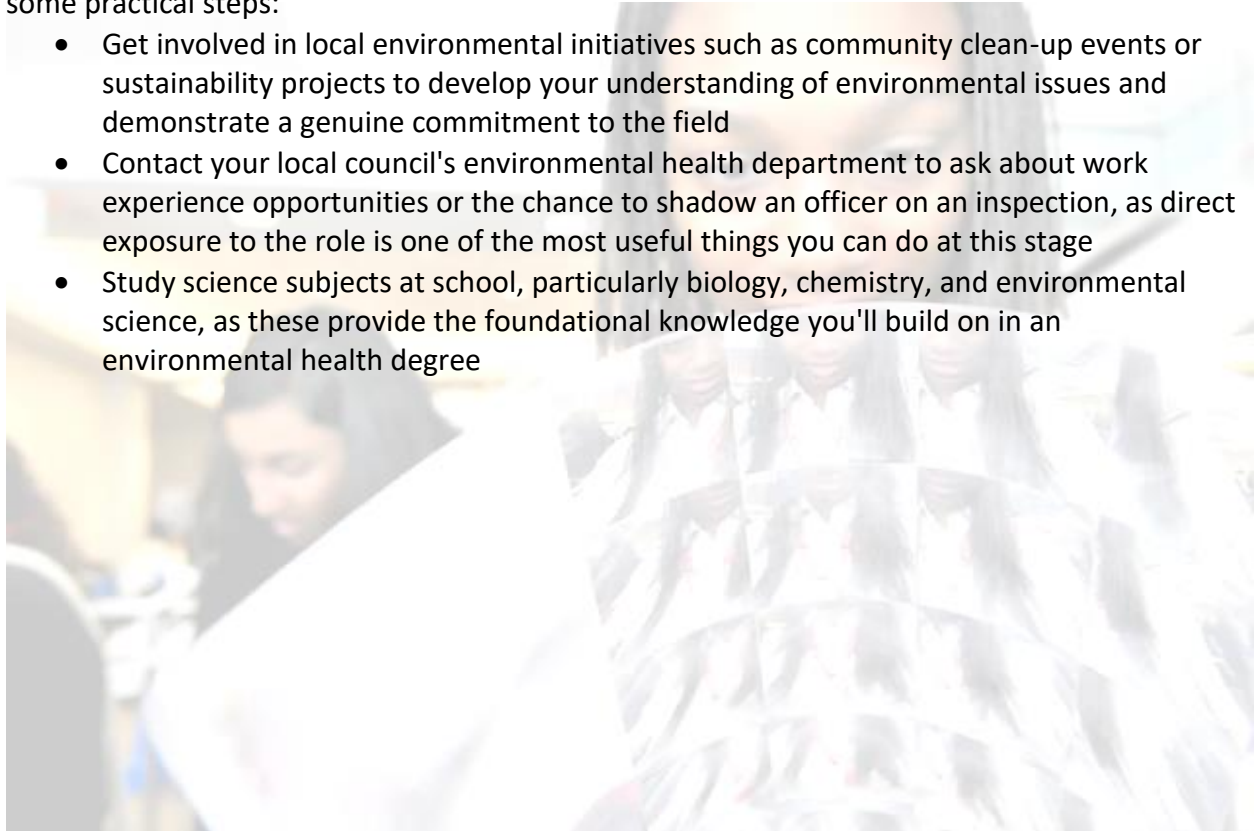 some practical steps:
• Get involved in local environmental initiatives such as community clean-up events or
sustainability projects to develop your understanding of environmental issues and
demonstrate a genuine commitment to the field
• Contact your local council's environmental health department to ask about work
experience opportunities or the chance to shadow an officer on an inspection, as direct
exposure to the role is one of the most useful things you can do at this stage
• Study science subjects at school, particularly biology, chemistry, and environmental
science, as these provide the foundational knowledge you'll build on in an
environmental health degree